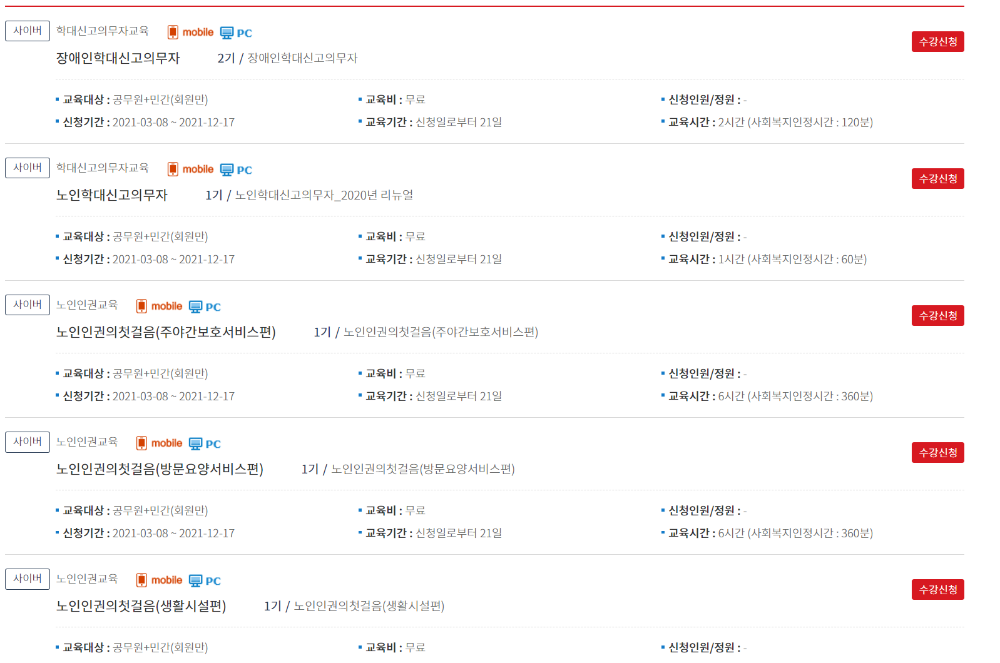 사이버 학대신고의무자교육 mobile PC
수강신청
장애인학대신고의무자 2기 / 장애인학대신고의무자
교육대상 : 공무원+민간(회원만) 교육비 : 무료 신청인원/정원 : -
신청기간 : 2021-03-08 ~ 2021-12-17 교육기간 : 신청일로부터 21일 교육시간 : 2시간 (사회복지인정시간 : 120분)
사이버 학대신고의무자교육 mobile PC
수강신청
노인학대신고의무자 1기 / 노인학대신고의무자_2020년 리뉴얼
교육대상 : 공무원+민간(회원만) 교육비 : 무료 신청인원/정원 : -
신청기간 : 2021-03-08 ~ 2021-12-17 교육기간 : 신청일로부터 21일 교육시간 : 1시간 (사회복지인정시간 : 60분)
사이버 노인인권교육 mobile PC
수강신청
노인인권의첫걸음(주야간보호서비스편) 1기 / 노인인권의첫걸음(주야간보호서비스편)
교육대상 : 공무원+민간(회원만) 교육비 : 무료 신청인원/정원 : -
신청기간 : 2021-03-08 ~ 2021-12-17 교육기간 : 신청일로부터 21일 교육시간 : 6시간 (사회복지인정시간 : 360분)
사이버 노인인권교육 mobile PC
수강신청
노인인권의첫걸음(방문요양서비스편) 1기 / 노인인권의첫걸음(방문요양서비스편)
교육대상 : 공무원+민간(회원만) 교육비 : 무료 신청인원/정원 : -
신청기간 : 2021-03-08 ~ 2021-12-17 교육기간 : 신청일로부터 21일 교육시간 : 6시간 (사회복지인정시간 : 360분)
사이버 노인인권교육 mobile PC
수강신청
노인인권의첫걸음(생활시설편) 1기 / 노인인권의첫걸음(생활시설편)
교육대상 : 공무원+민간(회원만) 교육비 : 무료 신청인원/정원 : -